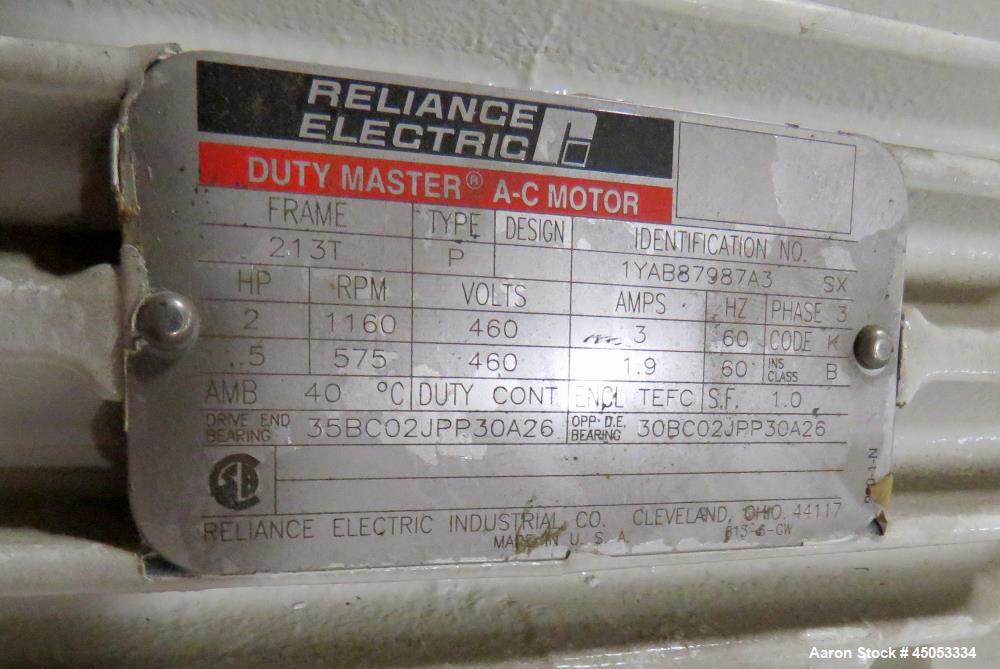 RELIANCE
ELECTRIC
DUTY MASTER® A-C MOTOR
FRAME TYPE DESIGN IDENTIFICATION NO.
213T P 1YAB87987A3 SX
HP RPM VOLTS AMPS HZ PHASE 3
2 1160 460 3 60 CODE K
.5 575 460 1.9 60 INS CLASS B
AMB 40 °C DUTY CONT ENCL TEFC S.F. 1.0
DRIVE END BEARING 35BC02JPP30A26 OPP. D.E. BEARING 30BC02JPP30A26
RELIANCE ELECTRIC INDUSTRIAL CO. CLEVELAND, OHIO 44117
MADE IN U.S.A.
Aaron Stock # 45053334